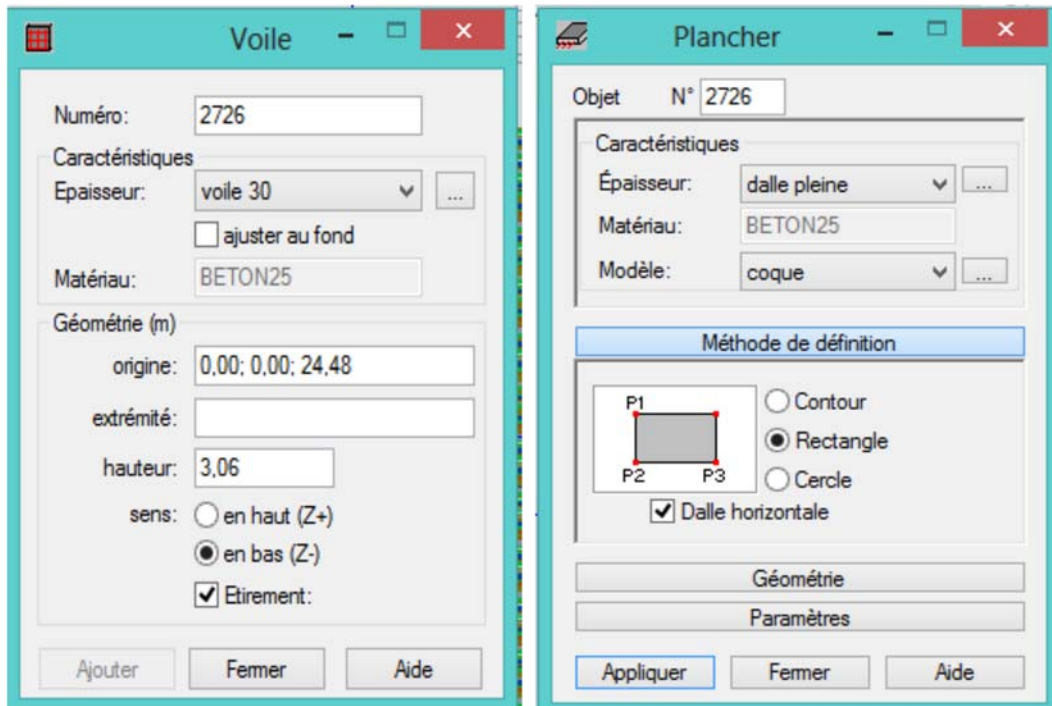 Voile
Numéro: 2726
Caractéristiques
Epaisseur: voile 30 ...
ajuster au fond
Matériau: BETON25
Géométrie (m)
origine: 0,00; 0,00; 24,48
extrémité:
hauteur: 3,06
sens: en haut (Z+)
en bas (Z-)
Etirement:
Ajouter Fermer Aide
Plancher
Objet N° 2726
Caractéristiques
Épaisseur: dalle pleine ...
Matériau: BETON25
Modèle: coque ...
Méthode de définition
P1
P2 P3
Contour
Rectangle
Cercle
Dalle horizontale
Géométrie
Paramètres
Appliquer Fermer Aide